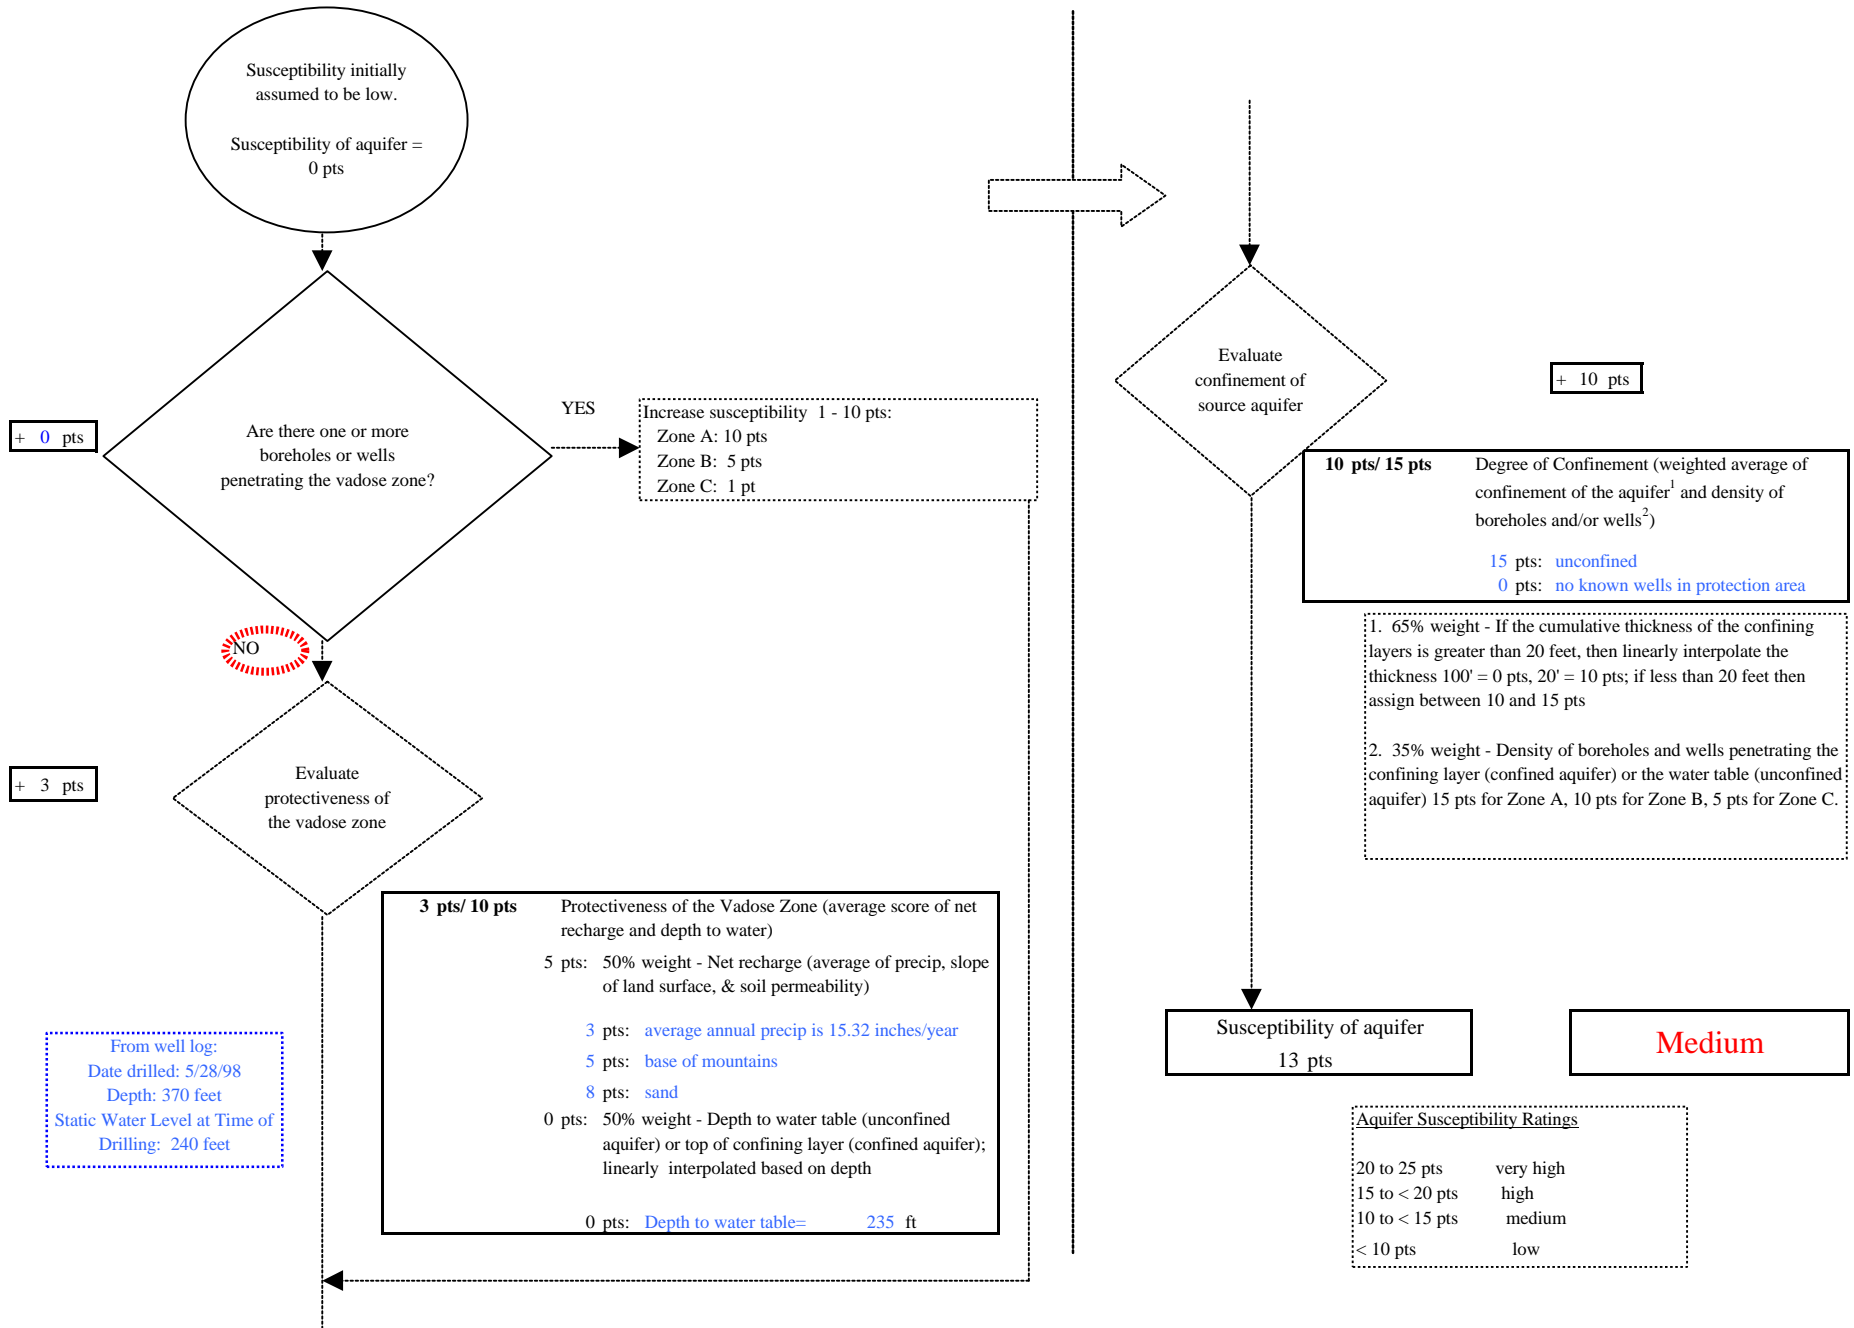 Susceptibility initially
assumed to be low.
Susceptibility of aquifer =
0 pts
+ 0 pts
Are there one or more
boreholes or wells
penetrating the vadose zone?
YES
Increase susceptibility 1 - 10 pts:
Zone A: 10 pts
Zone B: 5 pts
Zone C: 1 pt
NO
+ 3 pts
Evaluate
protectiveness of
the vadose zone
3 pts/ 10 pts Protectiveness of the Vadose Zone (average score of net
recharge and depth to water)
5 pts: 50% weight - Net recharge (average of precip, slope
of land surface, & soil permeability)
3 pts: average annual precip is 15.32 inches/year
5 pts: base of mountains
8 pts: sand
0 pts: 50% weight - Depth to water table (unconfined
aquifer) or top of confining layer (confined aquifer);
linearly interpolated based on depth
0 pts: Depth to water table= 235 ft
From well log:
Date drilled: 5/28/98
Depth: 370 feet
Static Water Level at Time of
Drilling: 240 feet
Evaluate
confinement of
source aquifer
+ 10 pts
10 pts/ 15 pts Degree of Confinement (weighted average of
confinement of the aquifer1 and density of
boreholes and/or wells2)
15 pts: unconfined
0 pts: no known wells in protection area
1. 65% weight - If the cumulative thickness of the confining
layers is greater than 20 feet, then linearly interpolate the
thickness 100' = 0 pts, 20' = 10 pts; if less than 20 feet then
assign between 10 and 15 pts
2. 35% weight - Density of boreholes and wells penetrating the
confining layer (confined aquifer) or the water table (unconfined
aquifer) 15 pts for Zone A, 10 pts for Zone B, 5 pts for Zone C.
Susceptibility of aquifer
13 pts
Medium
Aquifer Susceptibility Ratings
20 to 25 pts very high
15 to < 20 pts high
10 to < 15 pts medium
< 10 pts low